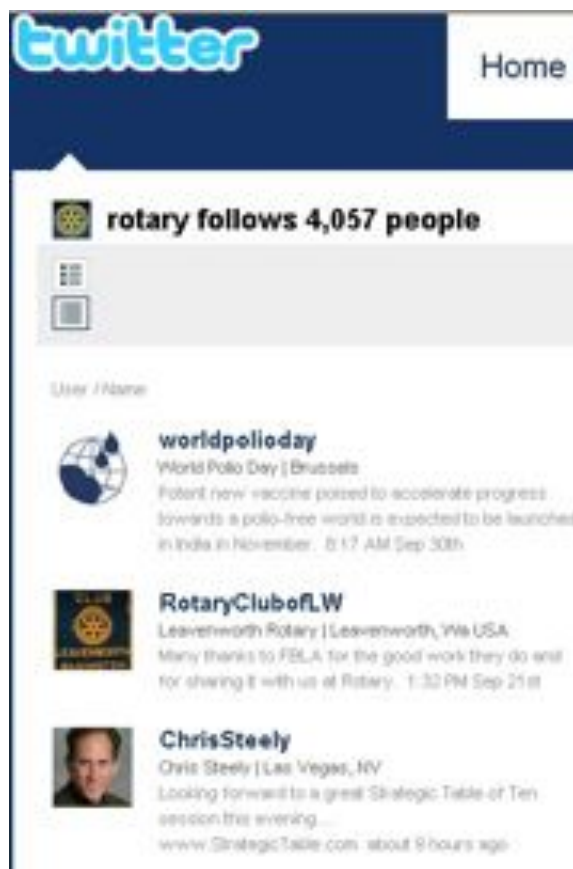 twitter
Home
rotary follows 4,057 people
User / Name
worldpolioday
World Polio Day | Brussels
Potent new vaccine poised to accelerate progress
towards a polio-free world is expected to be launched
in India in November. 8:17 AM Sep 30th
CLUB
LEAVENWORTH
RotaryClubofLW
Leavenworth Rotary | Leavenworth, Wa USA
Many thanks to FBLA for the good work they do and
for sharing it with us at Rotary. 1:32 PM Sep 21st
ChrisSteely
Chris Steely | Las Vegas, NV
Looking forward to a great Strategic Table of Ten
session this evening...
www.StrategicTable.com about 9 hours ago